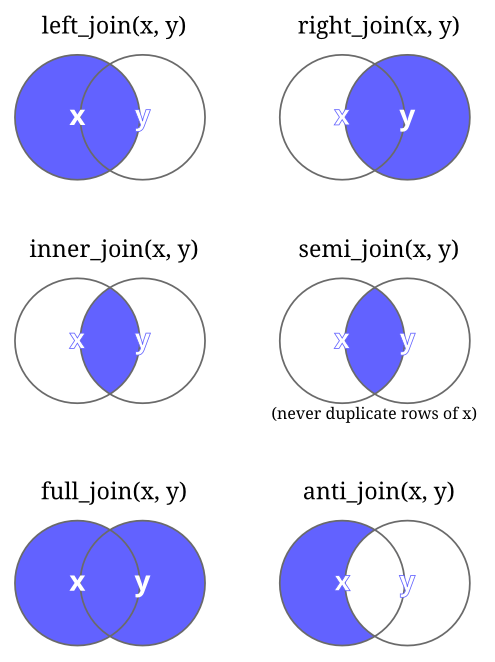 left_join(x, y)
right_join(x, y)
x y
x y
inner_join(x, y)
semi_join(x, y)
x y
x y
(never duplicate rows of x)
full_join(x, y)
anti_join(x, y)
x y
x y